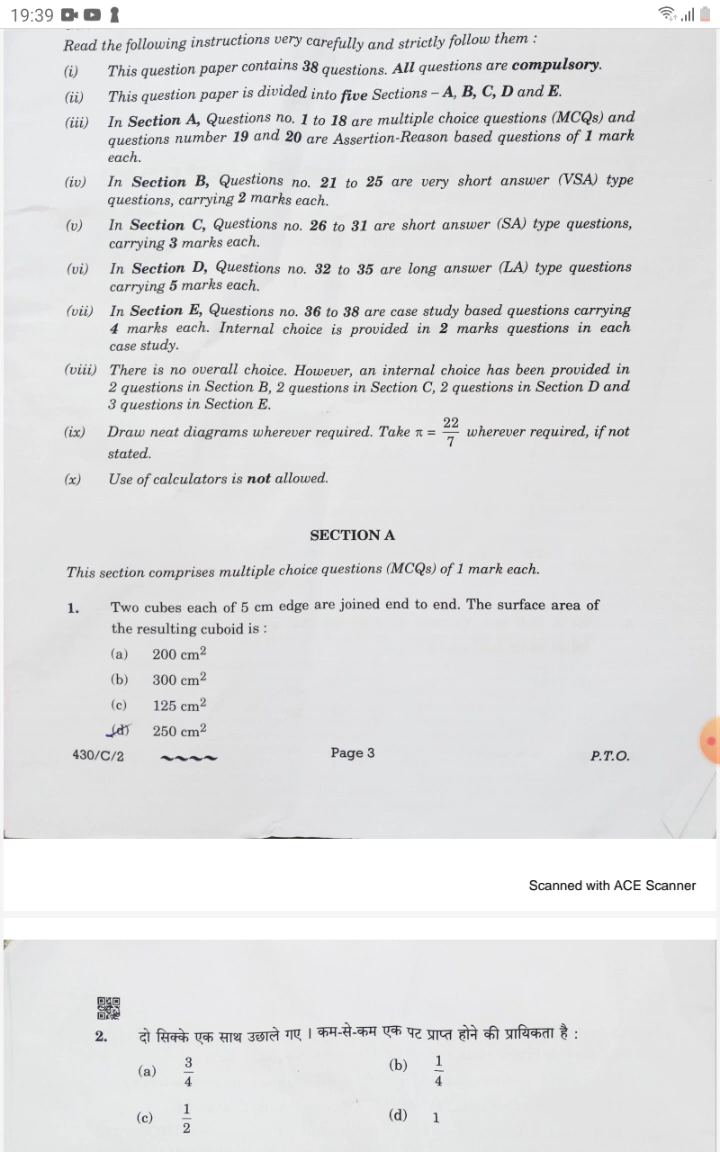 19:39
Read the following instructions very carefully and strictly follow them :
(i) This question paper contains 38 questions. All questions are compulsory.
(ii) This question paper is divided into five Sections – A, B, C, D and E.
(iii) In Section A, Questions no. 1 to 18 are multiple choice questions (MCQs) and
questions number 19 and 20 are Assertion-Reason based questions of 1 mark
each.
(iv) In Section B, Questions no. 21 to 25 are very short answer (VSA) type
questions, carrying 2 marks each.
(v) In Section C, Questions no. 26 to 31 are short answer (SA) type questions,
carrying 3 marks each.
(vi) In Section D, Questions no. 32 to 35 are long answer (LA) type questions
carrying 5 marks each.
(vii) In Section E, Questions no. 36 to 38 are case study based questions carrying
4 marks each. Internal choice is provided in 2 marks questions in each
case study.
(viii) There is no overall choice. However, an internal choice has been provided in
2 questions in Section B, 2 questions in Section C, 2 questions in Section D and
3 questions in Section E.
(ix) Draw neat diagrams wherever required. Take π = 22/7 wherever required, if not
stated.
(x) Use of calculators is not allowed.
SECTION A
This section comprises multiple choice questions (MCQs) of 1 mark each.
1. Two cubes each of 5 cm edge are joined end to end. The surface area of
the resulting cuboid is :
(a) 200 cm²
(b) 300 cm²
(c) 125 cm²
(d) 250 cm²
430/C/2 Page 3 P.T.O.
Scanned with ACE Scanner
2. दो सिक्के एक साथ उछाले गए । कम-से-कम एक पट प्राप्त होने की प्रायिकता है :
(a) 3/4 (b) 1/4
(c) 1/2 (d) 1